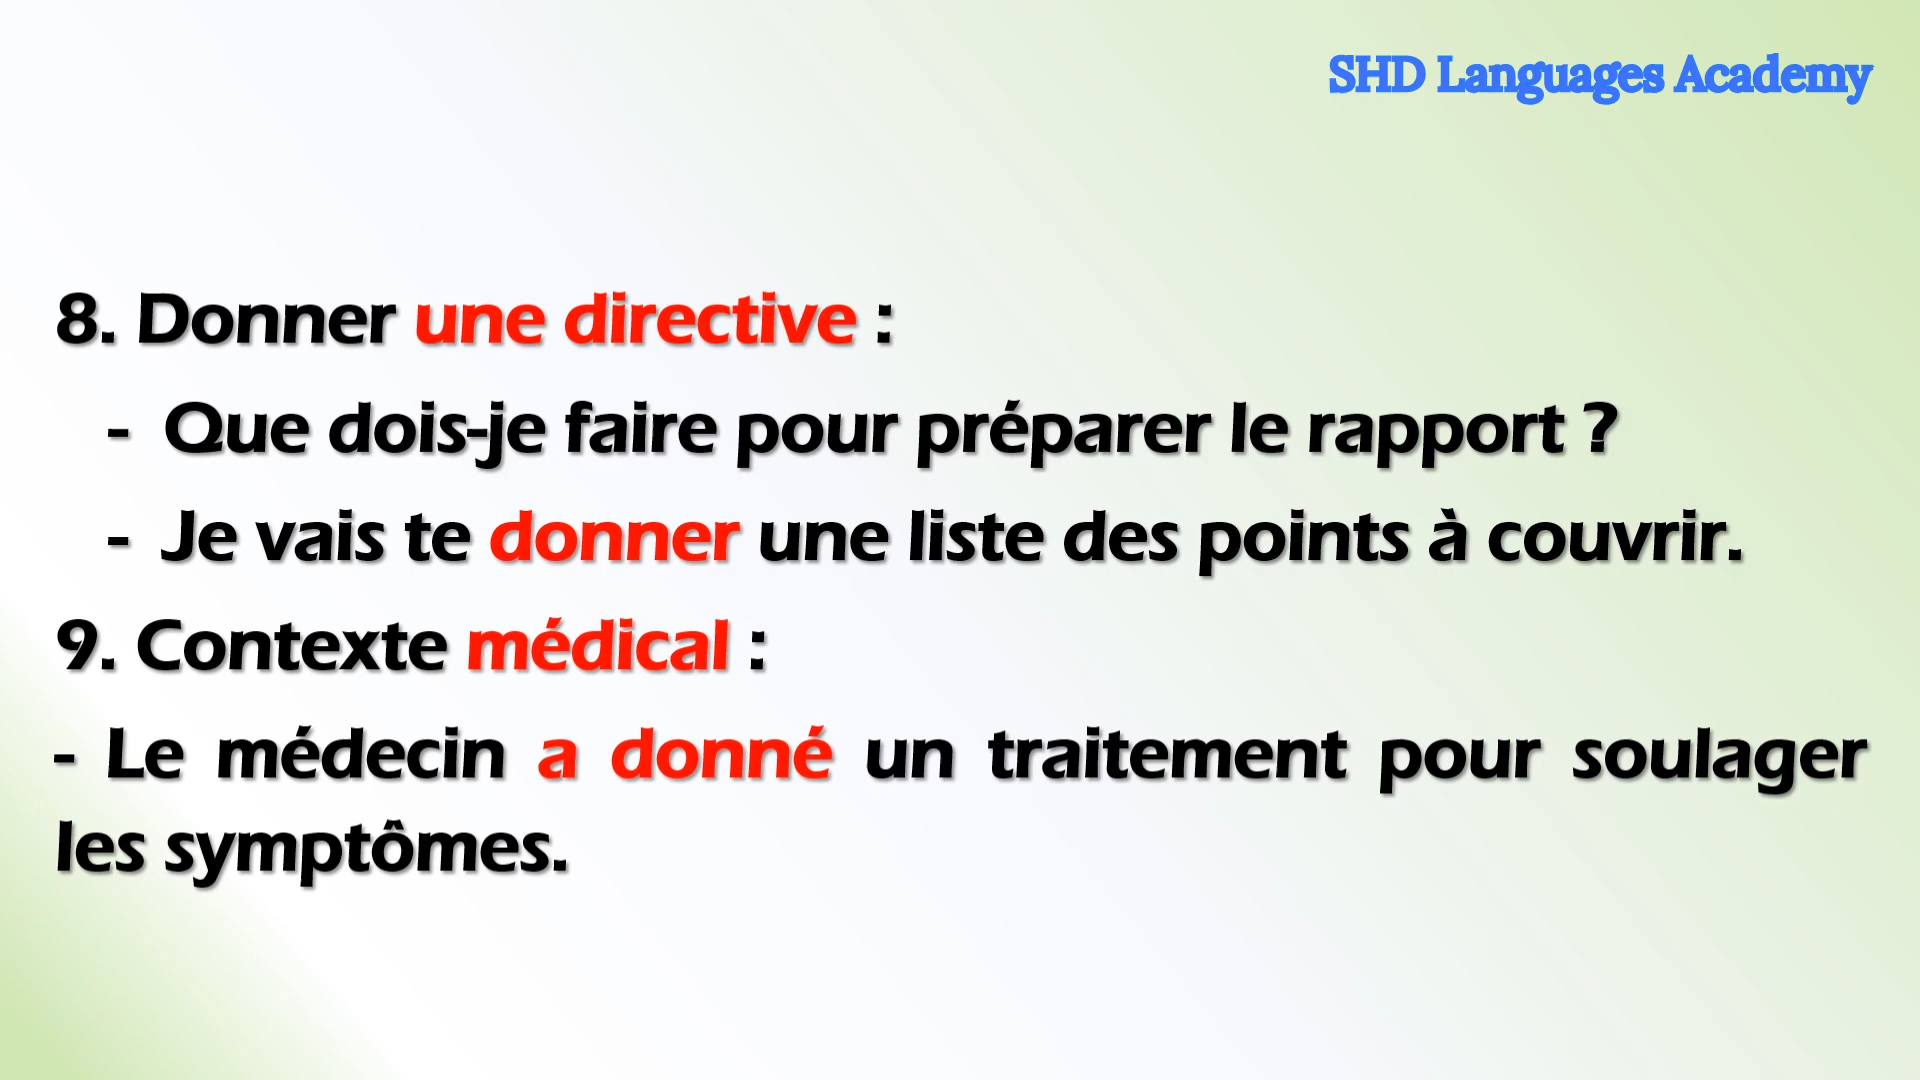 SHD Languages Academy
8. Donner une directive :
- Que dois-je faire pour préparer le rapport ?
- Je vais te donner une liste des points à couvrir.
9. Contexte médical :
- Le médecin a donné un traitement pour soulager
les symptômes.